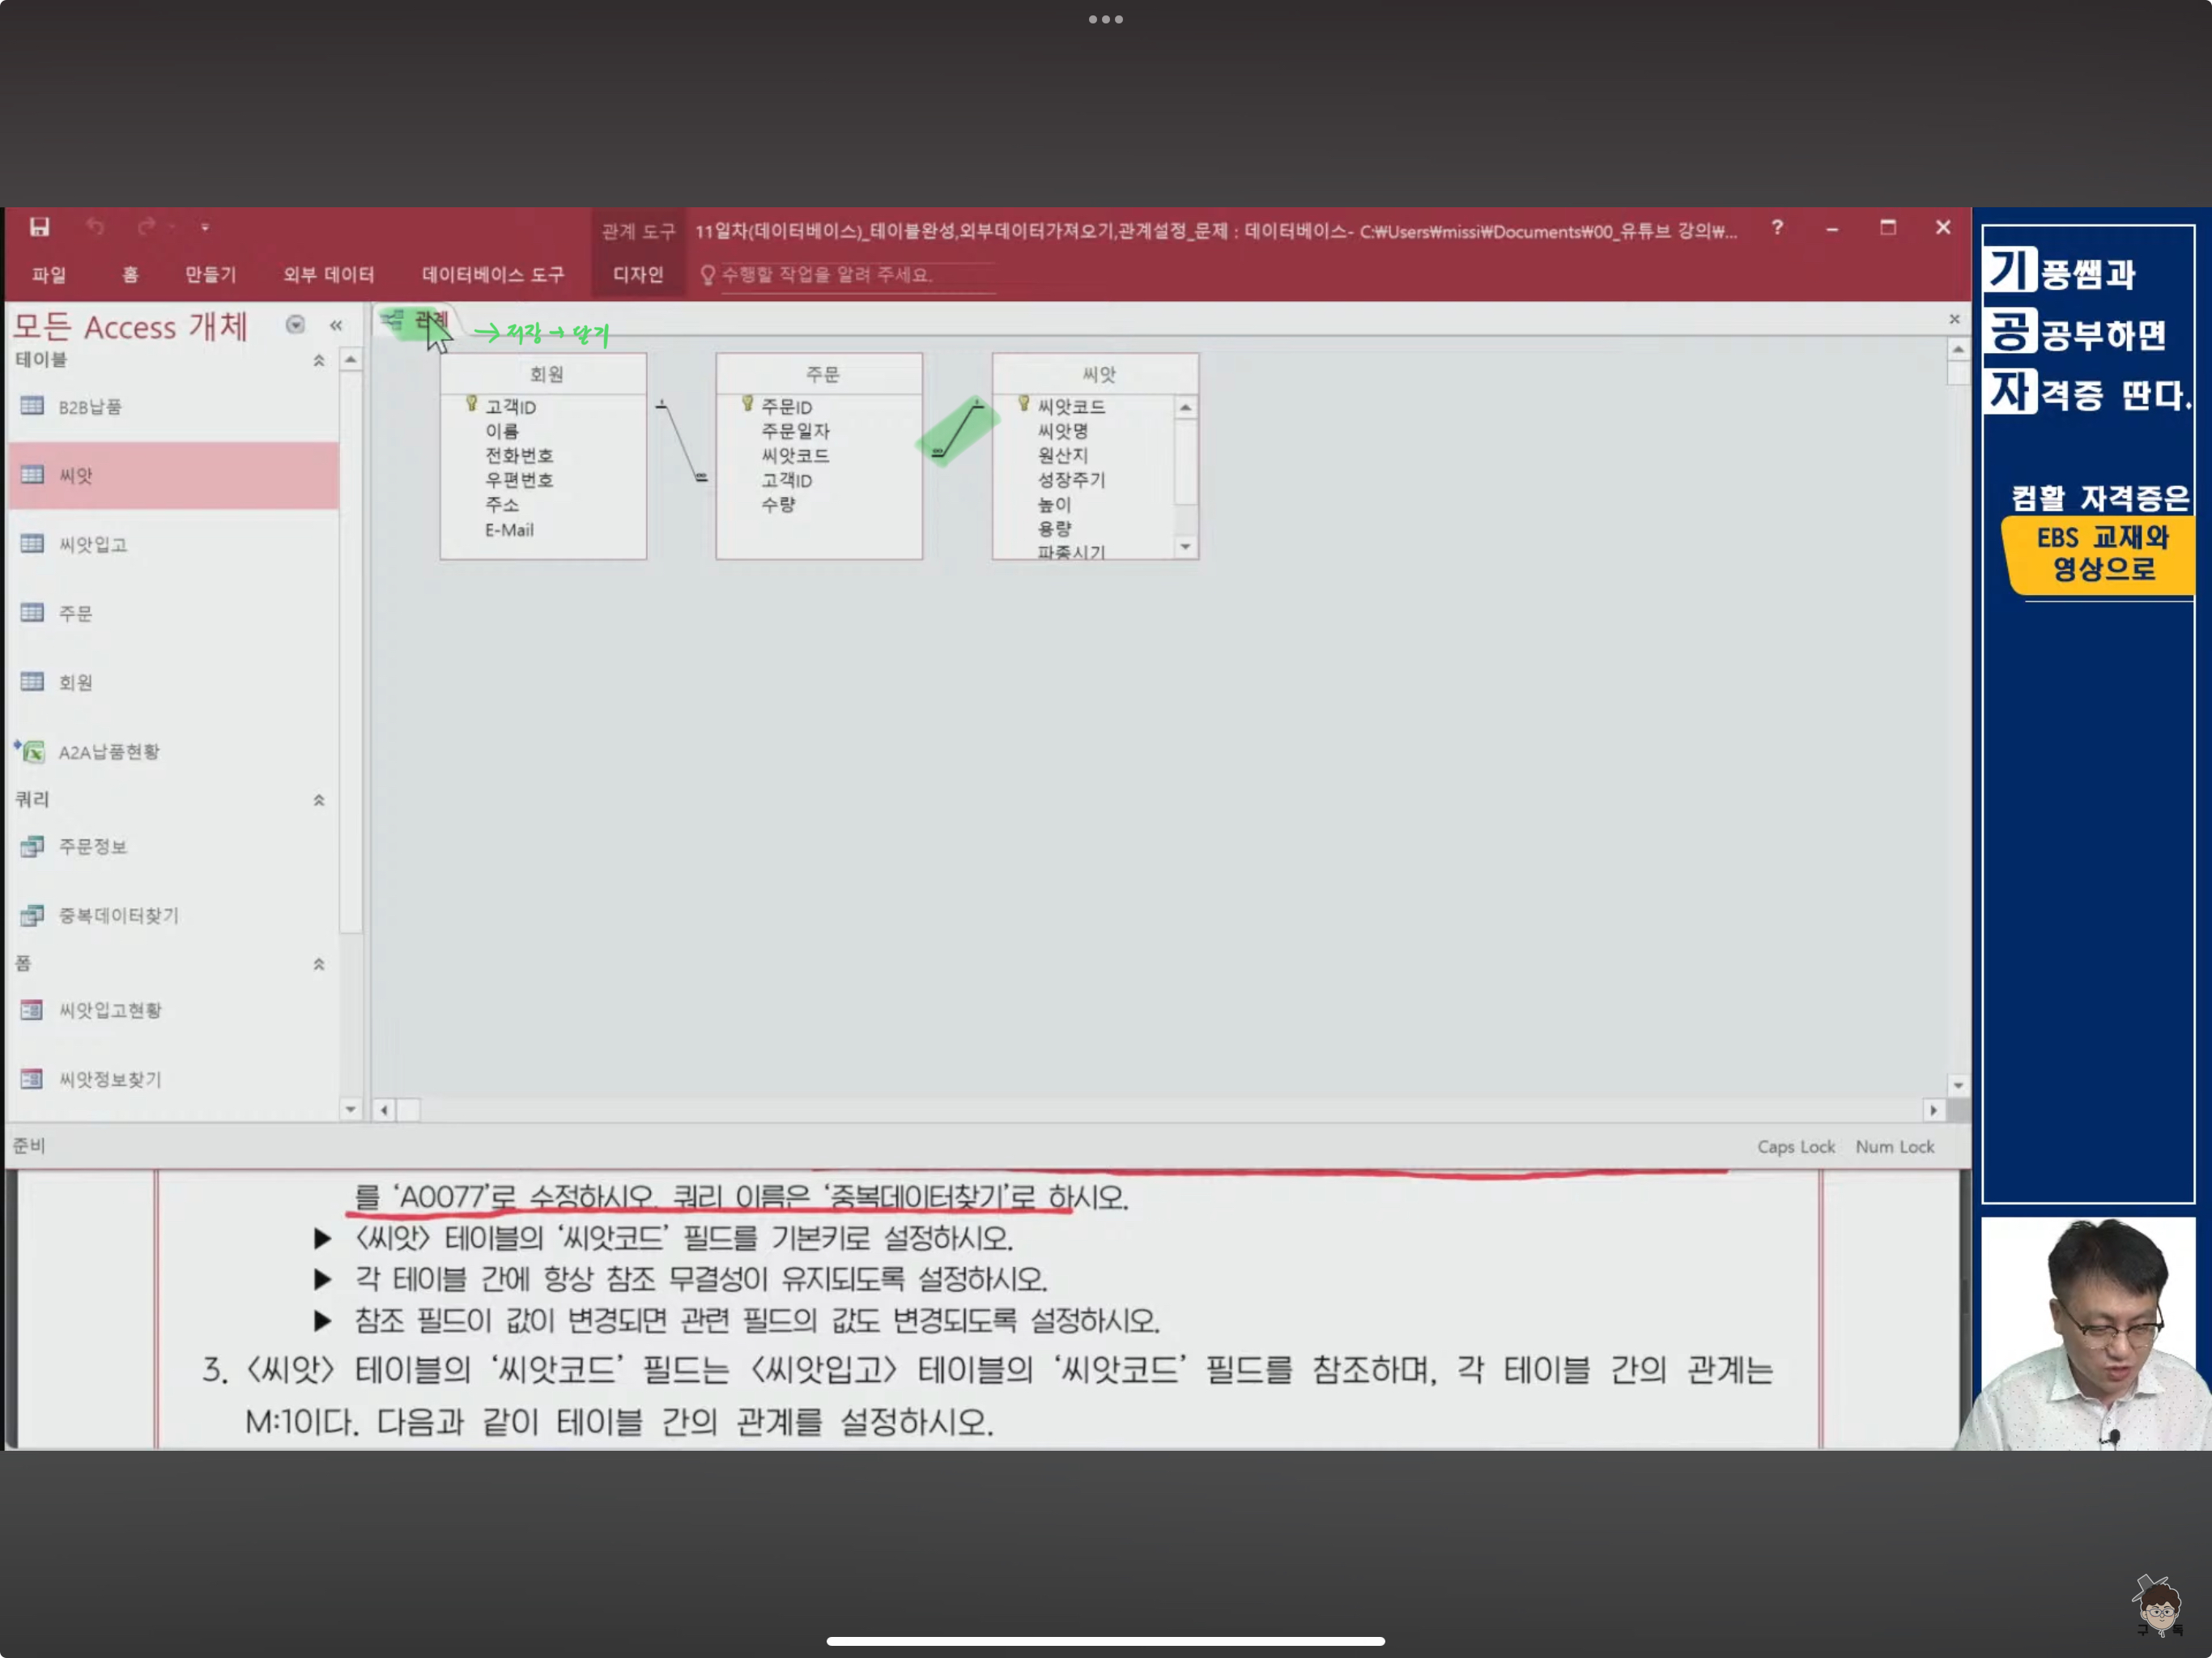 관계 도구
11일차(데이터베이스)_테이블완성,외부데이터가져오기,관계설정_문제 : 데이터베이스- C:₩Users₩missi₩Documents₩00_유튜브 강의₩...
?
파일 홈 만들기 외부 데이터 데이터베이스 도구 디자인 수행할 작업을 알려 주세요.
모든 Access 개체
관계
→ 저장 → 닫기
테이블
B2B납품
씨앗
씨앗입고
주문
회원
A2A납품현황
쿼리
주문정보
중복데이터찾기
폼
씨앗입고현황
씨앗정보찾기
회원
고객ID
이름
전화번호
우편번호
주소
E-Mail
1
∞
주문
주문ID
주문일자
씨앗코드
고객ID
수량
1
∞
씨앗
씨앗코드
씨앗명
원산지
성장주기
높이
용량
파종시기
준비
Caps Lock Num Lock
를 ‘A0077’로 수정하시오. 쿼리 이름은 ‘중복데이터찾기’로 하시오.
▶ 〈씨앗〉 테이블의 ‘씨앗코드’ 필드를 기본키로 설정하시오.
▶ 각 테이블 간에 항상 참조 무결성이 유지되도록 설정하시오.
▶ 참조 필드이 값이 변경되면 관련 필드의 값도 변경되도록 설정하시오.
3. 〈씨앗〉 테이블의 ‘씨앗코드’ 필드는 〈씨앗입고〉 테이블의 ‘씨앗코드’ 필드를 참조하며, 각 테이블 간의 관계는
M:1이다. 다음과 같이 테이블 간의 관계를 설정하시오.
기풍쌤과
공공부하면
자격증 딴다.
컴활 자격증은
EBS 교재와
영상으로
구독